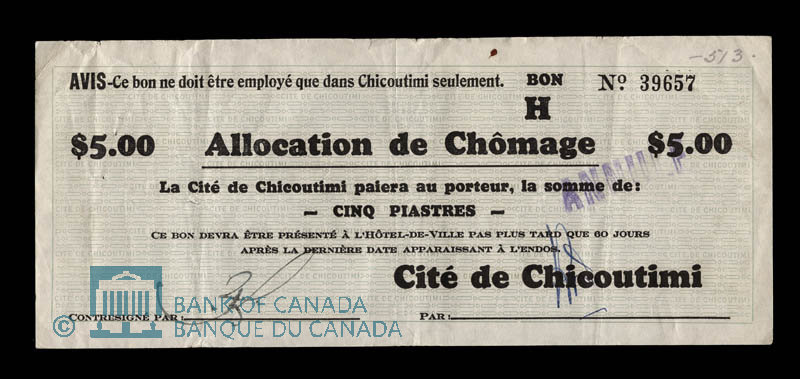 -513-
AVIS-Ce bon ne doit être employé que dans Chicoutimi seulement. BON Nº 39657
H
$5.00 Allocation de Chômage $5.00
La Cité de Chicoutimi paiera au porteur, la somme de:
— CINQ PIASTRES —
CE BON DEVRA ÊTRE PRÉSENTÉ À L'HÔTEL-DE-VILLE PAS PLUS TARD QUE 60 JOURS
APRÈS LA DERNIÈRE DATE APPARAISSANT À L'ENDOS.
Cité de Chicoutimi
BANK OF CANADA
© BANQUE DU CANADA
CONTRESIGNÉ PAR: PAR: